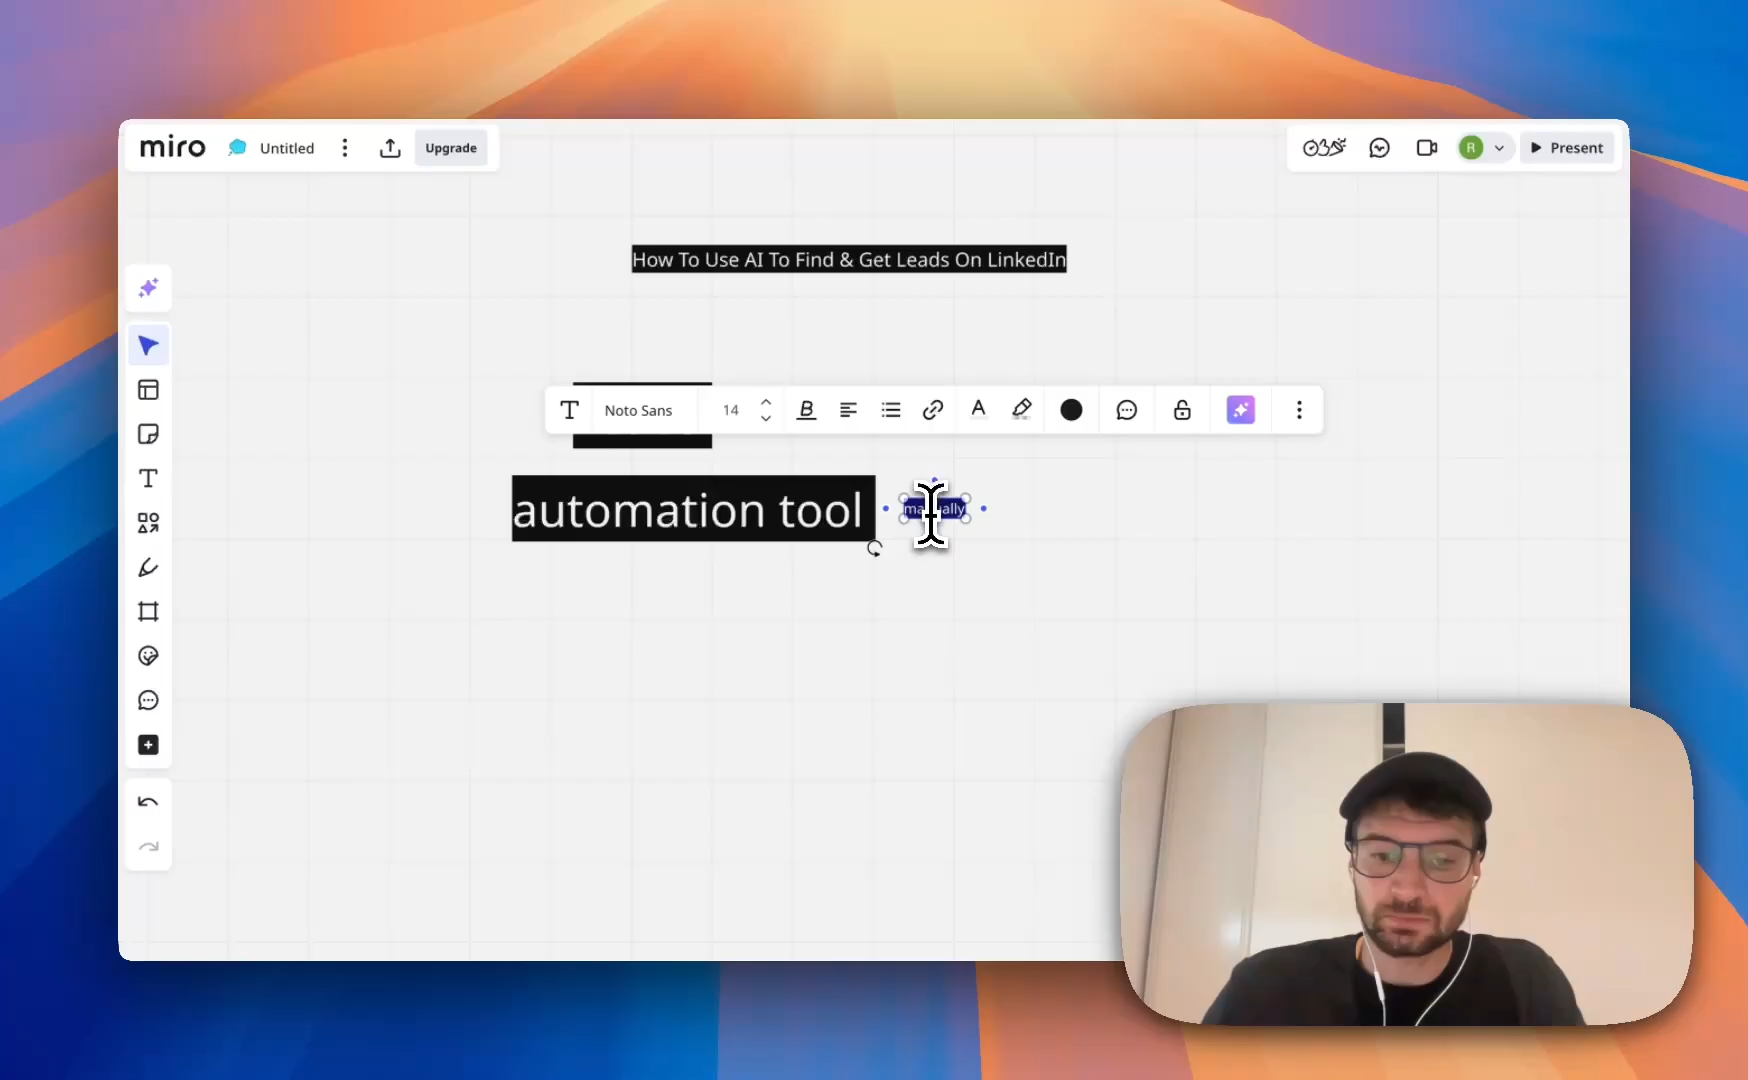 miro Untitled Upgrade
R Present
How To Use AI To Find & Get Leads On LinkedIn
Noto Sans 14 B A
automation tool
manually